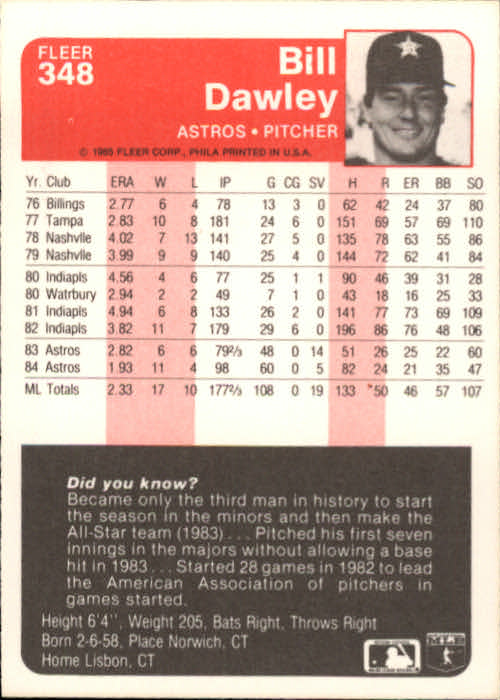 FLEER
348
Bill
Dawley
ASTROS • PITCHER
© 1985 FLEER CORP., PHILA PRINTED IN U.S.A.
Yr. Club ERA W L IP G CG SV H R ER BB SO
76 Billings 2.77 6 4 78 13 3 0 62 42 24 37 80
77 Tampa 2.83 10 8 181 24 6 0 151 69 57 69 110
78 Nashvlle 4.02 7 13 141 27 5 0 135 78 63 55 86
79 Nashvlle 3.99 9 9 140 25 4 0 144 72 62 41 84
80 Indiapls 4.56 4 6 77 25 1 1 90 46 39 31 28
80 Watrbury 2.94 2 2 49 7 1 0 43 18 16 25 33
81 Indiapls 4.94 6 8 133 26 2 0 141 77 73 69 109
82 Indiapls 3.82 11 7 179 29 6 0 196 86 76 48 106
83 Astros 2.82 6 6 79⅔ 48 0 14 51 26 25 22 60
84 Astros 1.93 11 4 98 60 0 5 82 24 21 35 47
ML Totals 2.33 17 10 177⅔ 108 0 19 133 50 46 57 107
Did you know?
Became only the third man in history to start
the season in the minors and then make the
All-Star team (1983) . . . Pitched his first seven
innings in the majors without allowing a base
hit in 1983 . . . Started 28 games in 1982 to lead
the American Association of pitchers in
games started.
Height 6'4'', Weight 205, Bats Right, Throws Right
Born 2-6-58, Place Norwich, CT
Home Lisbon, CT